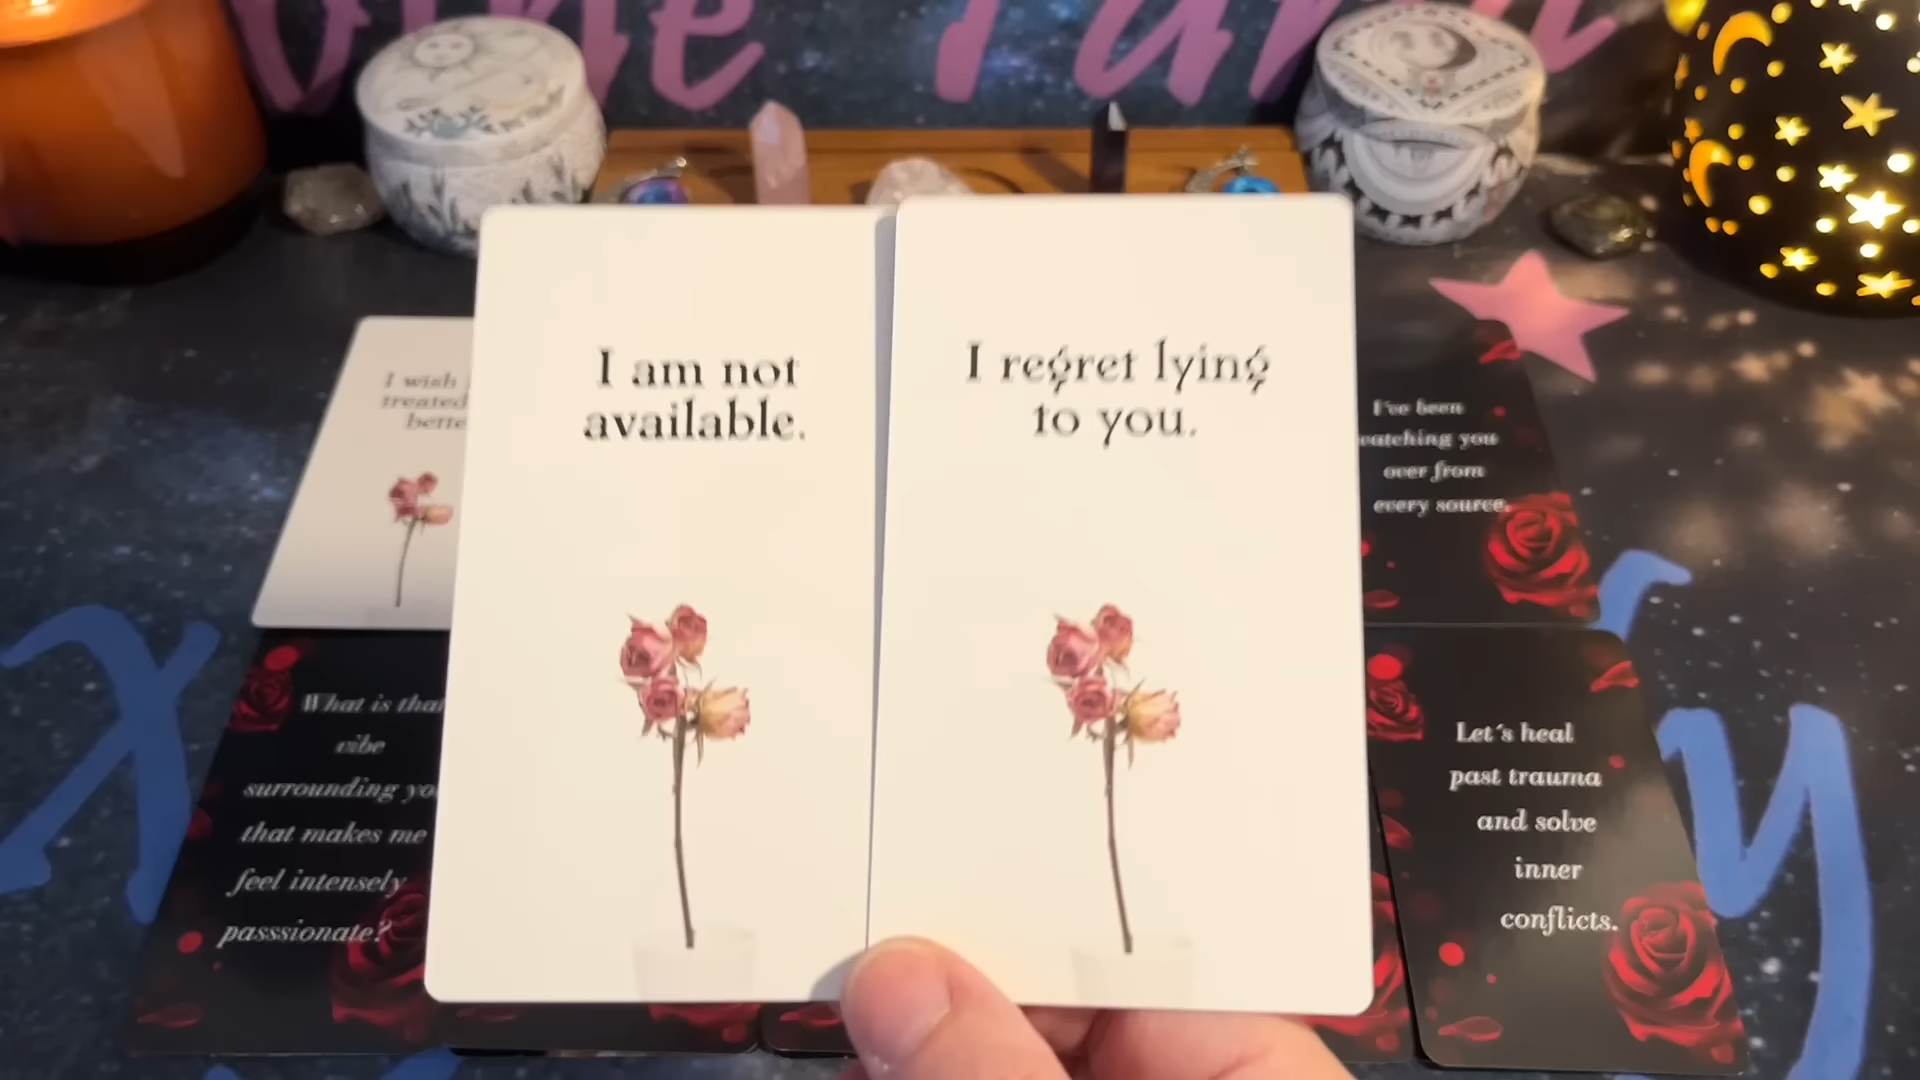 I am not
available.
I regret lying
to you.
I wish
treated
I've been
watching you
over from
every source.
What is that
vibe
surrounding
that makes me
feel intensely
passsionate?
Let's heal
past trauma
and solve
inner
conflicts.